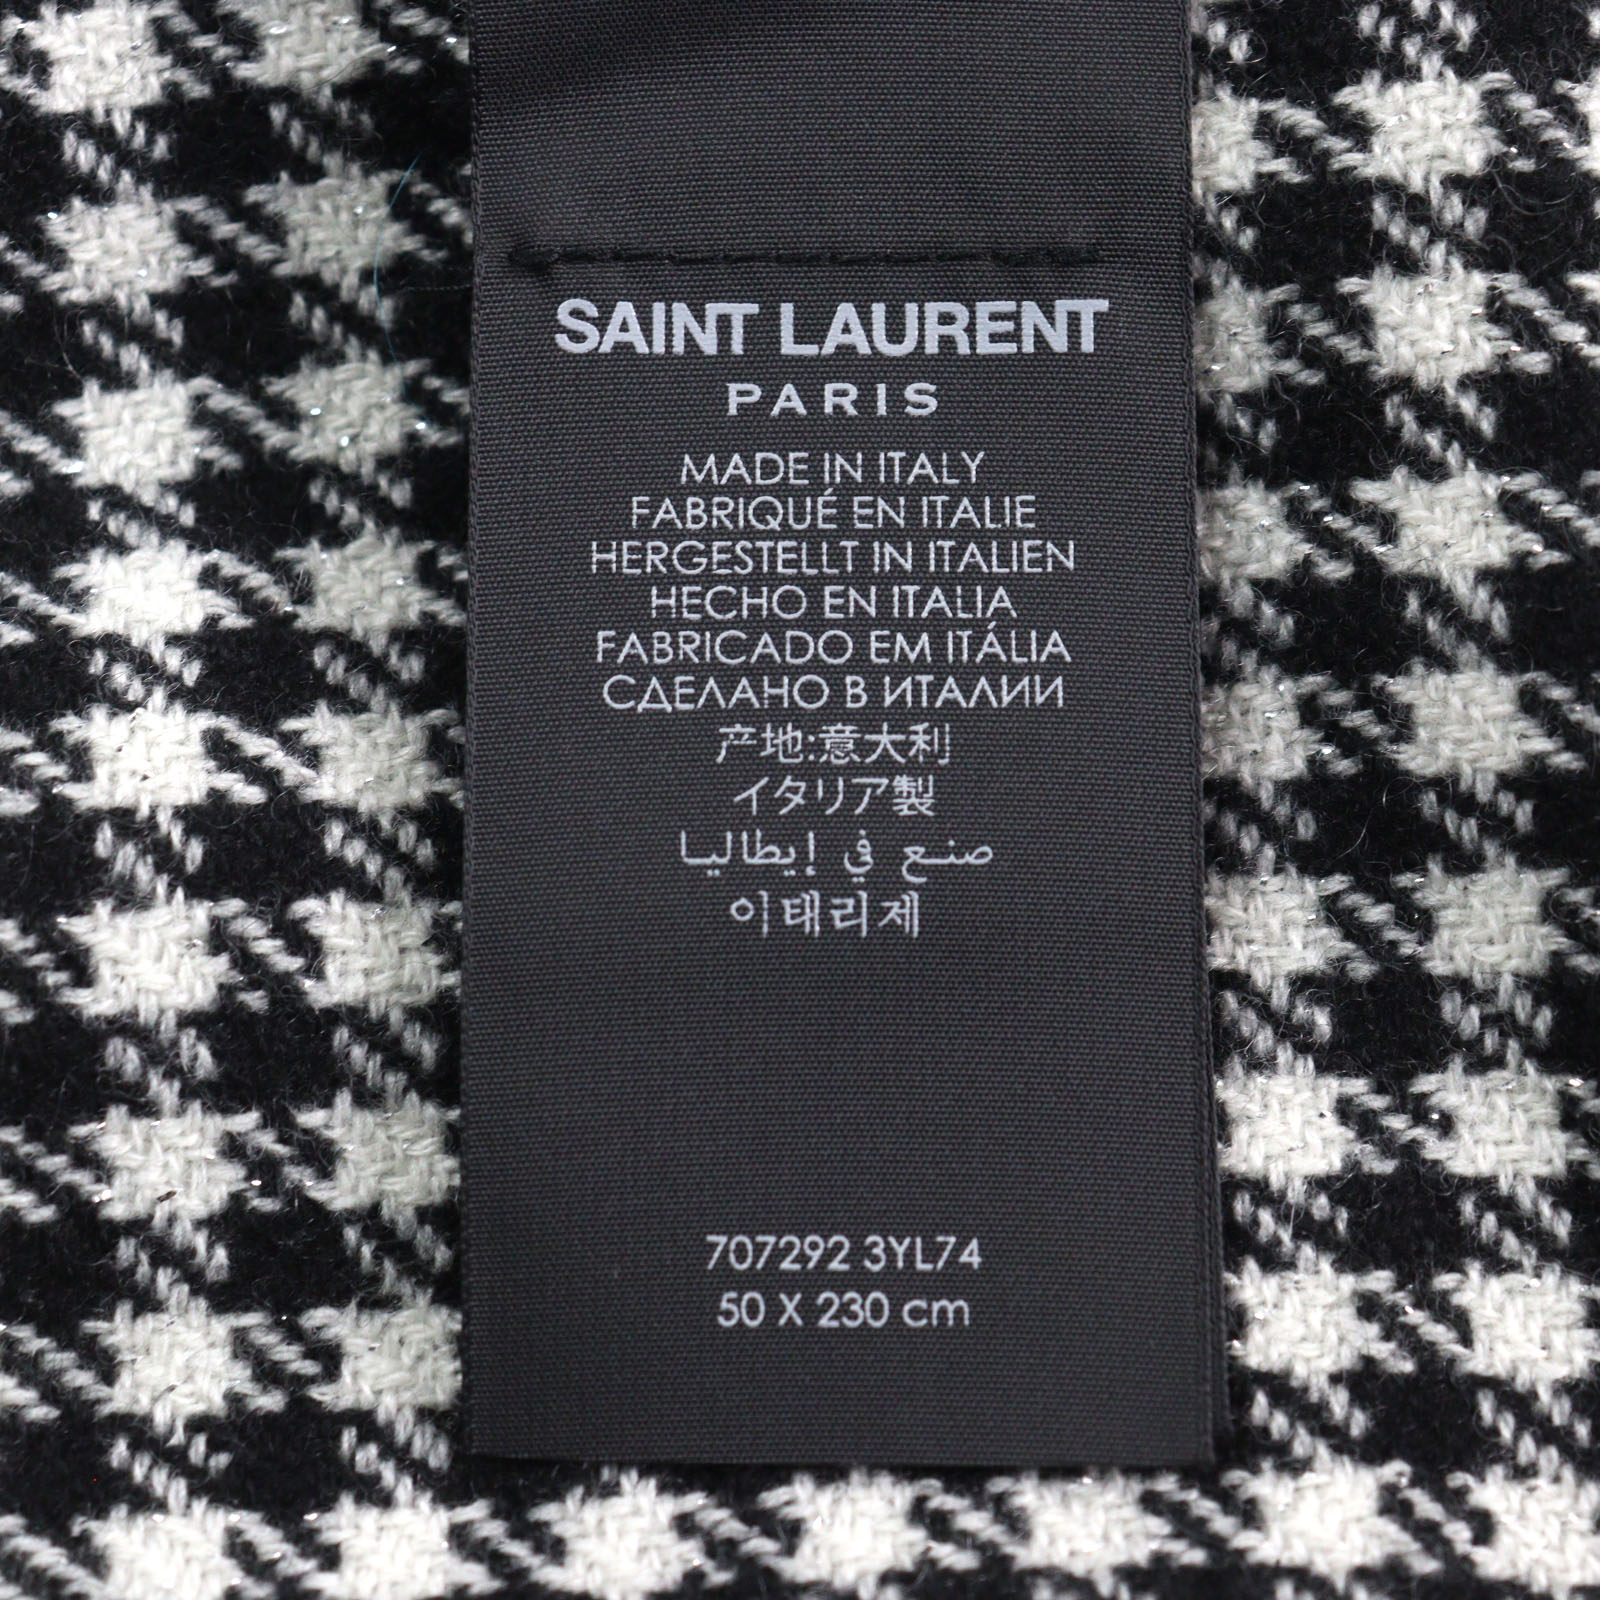 SAINT LAURENT
PARIS
MADE IN ITALY
FABRIQUÉ EN ITALIE
HERGESTELLT IN ITALIEN
HECHO EN ITALIA
FABRICADO EM ITÁLIA
СДЕЛАНО В ИТАЛИИ
产地:意大利
イタリア製
صنع في إيطاليا
이태리제
707292 3YL74
50 X 230 cm